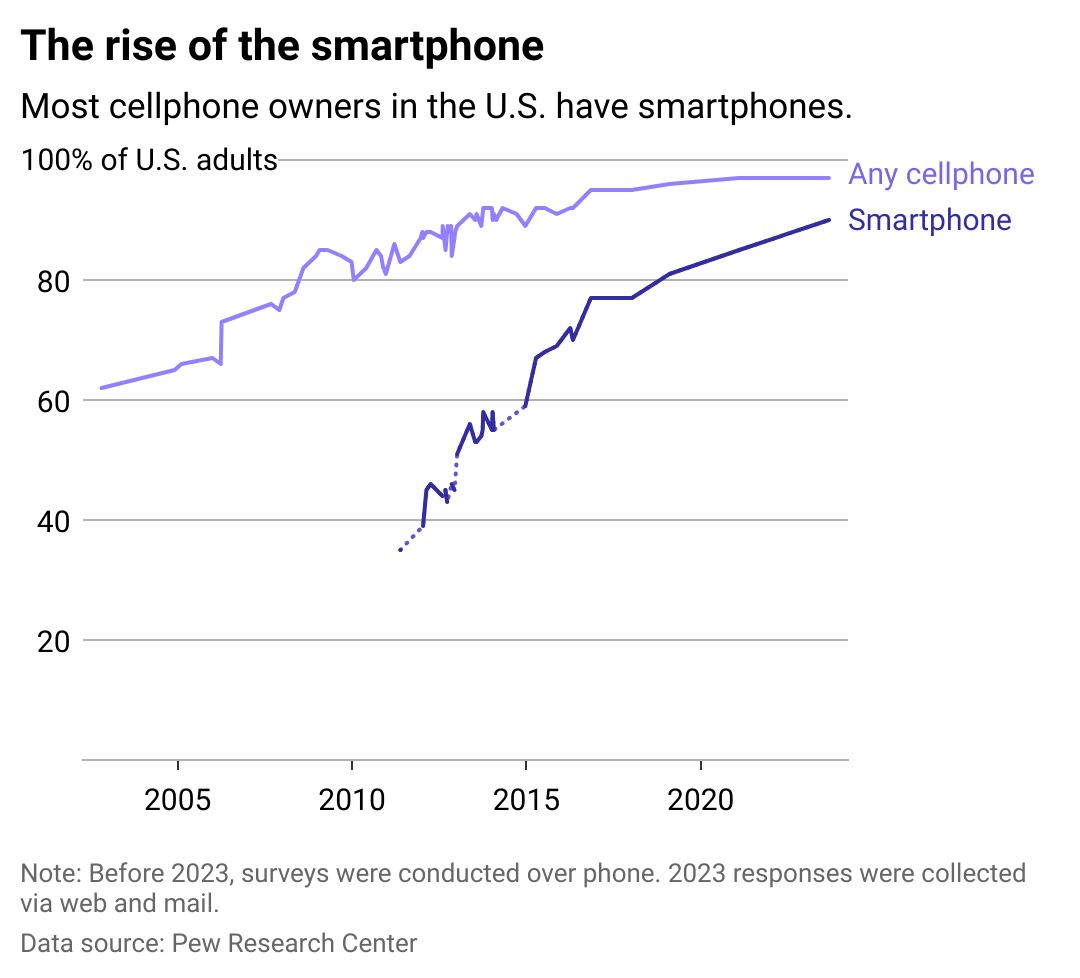 The rise of the smartphone
Most cellphone owners in the U.S. have smartphones.
100% of U.S. adults
Any cellphone
Smartphone
80
60
40
20
2005
2010
2015
2020
Note: Before 2023, surveys were conducted over phone. 2023 responses were collected
via web and mail.
Data source: Pew Research Center